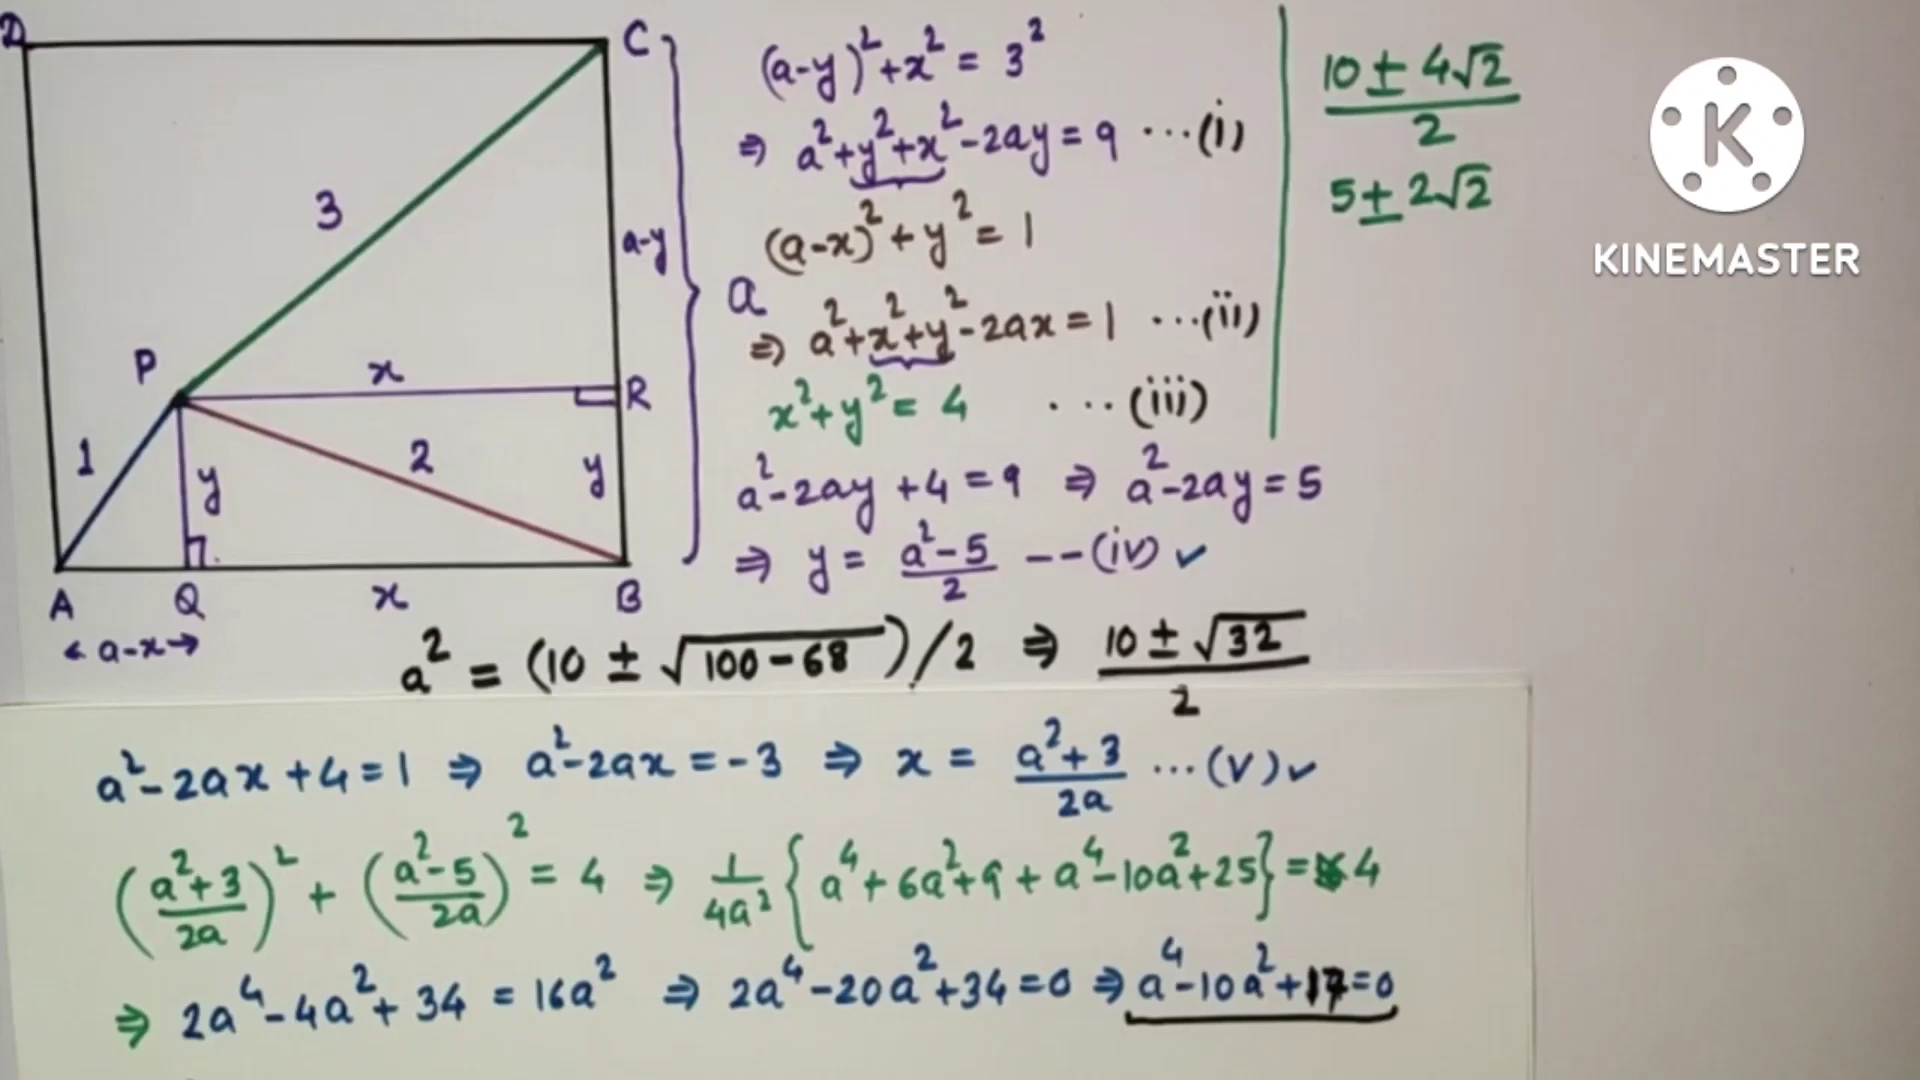 D
C
3
a-y
a
P
x
R
1
y
2
y
A
Q
x
B
a-x
(a-y)²+x² = 3²
⇒ a²+y²+x²-2ay = 9 ...(i)
(a-x)²+y² = 1
⇒ a²+x²+y²-2ax = 1 ...(ii)
x²+y² = 4 ...(iii)
a²-2ay+4 = 9 ⇒ a²-2ay = 5
⇒ y = (a²-5)/2 --(iv) ✓
10 ± 4√2 / 2
5 ± 2√2
K
KINEMASTER
a² = (10 ± √100-68)/2 ⇒ 10 ± √32 / 2
a²-2ax+4 = 1 ⇒ a²-2ax = -3 ⇒ x = (a²+3)/2a ...(v) ✓
((a²+3)/2a)² + ((a²-5)/2a)² = 4 ⇒ 1/4a² {a⁴+6a²+9+a⁴-10a²+25} = 4
⇒ 2a⁴-4a²+34 = 16a² ⇒ 2a⁴-20a²+34 = 0 ⇒ a⁴-10a²+17 = 0